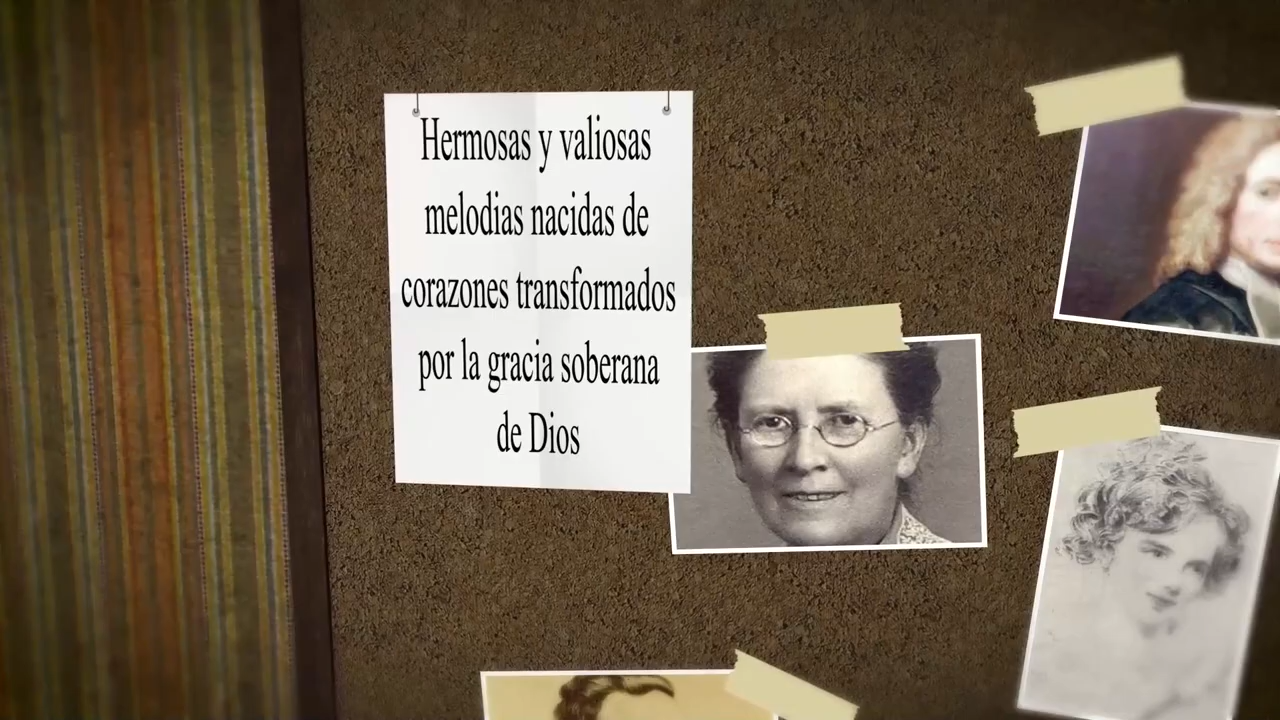 Hermosas y valiosas
melodias nacidas de
corazones transformados
por la gracia soberana
de Dios